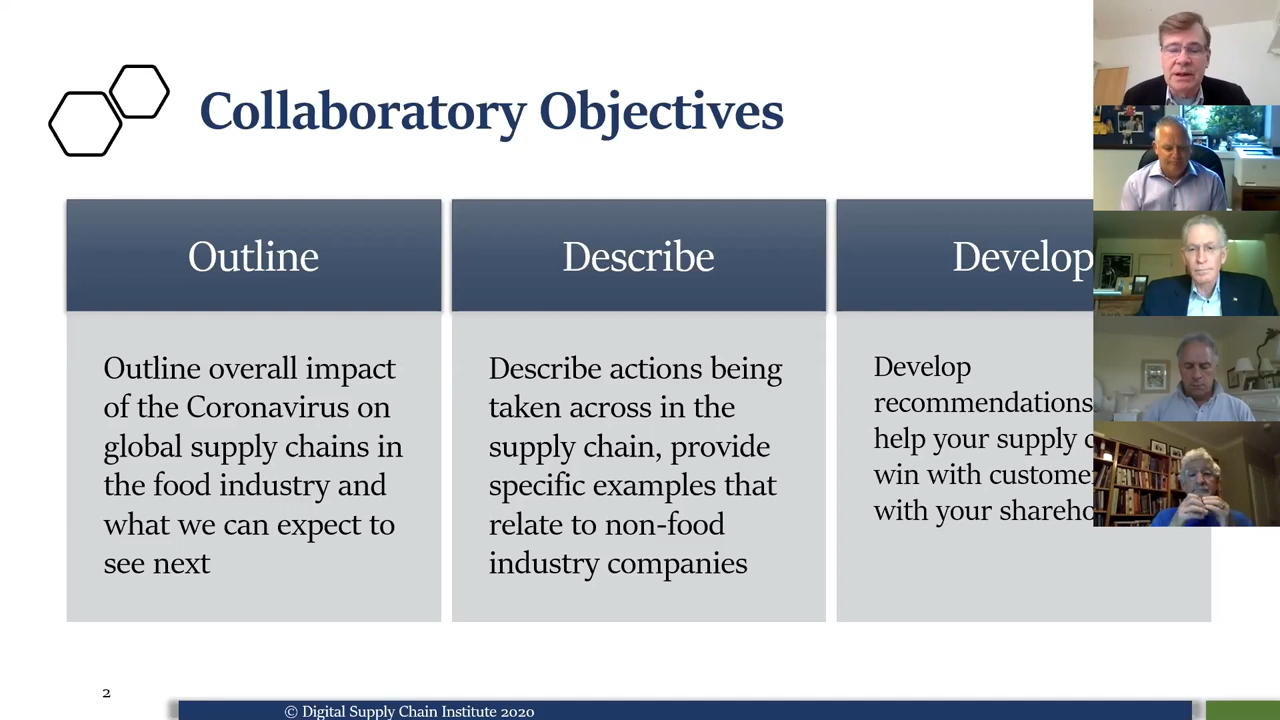 Collaboratory Objectives
Outline
Outline overall impact
of the Coronavirus on
global supply chains in
the food industry and
what we can expect to
see next
Describe
Describe actions being
taken across in the
supply chain, provide
specific examples that
relate to non-food
industry companies
Develop
Develop
recommendations
help your supply
win with
with your
2
© Digital Supply Chain Institute 2020